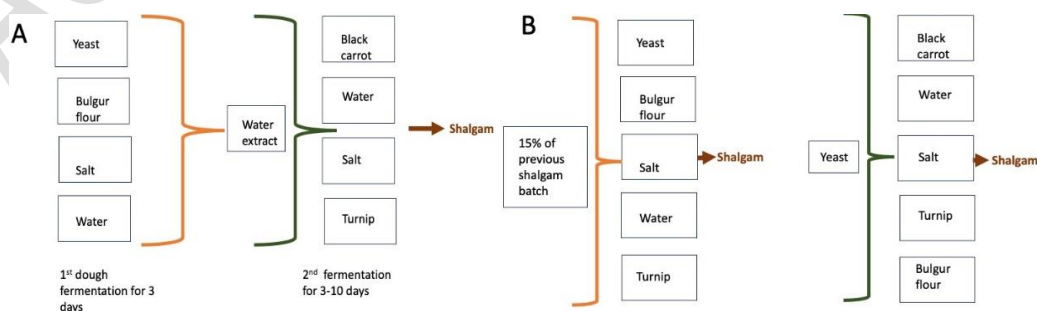 A
Yeast
Bulgur
flour
Salt
Water
1st dough
fermentation for 3
days
Water
extract
Black
carrot
Water
Salt
Turnip
2nd fermentation
for 3-10 days
Shalgam
B
15% of
previous
shalgam
batch
Yeast
Bulgur
flour
Salt
Water
Turnip
Shalgam
Yeast
Black
carrot
Water
Salt
Turnip
Bulgur
flour
Shalgam